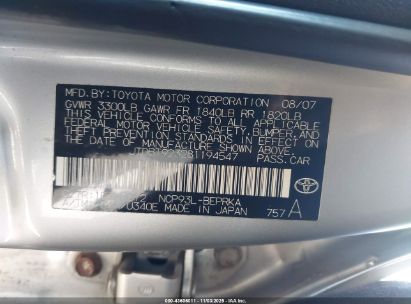 MFD. BY: TOYOTA MOTOR CORPORATION 08/07
GVWR 3300LB GAWR FR 1840LB RR 1820LB
THIS VEHICLE CONFORMS TO ALL APPLICABLE
FEDERAL MOTOR VEHICLE SAFETY, BUMPER, AND
THEFT PREVENTION STANDARDS IN EFFECT ON
THE DATE OF MANUFACTURE SHOWN ABOVE.
PASS.CAR
NCP93L-BEPRKA
MADE IN JAPAN 757 A
TOYOTA